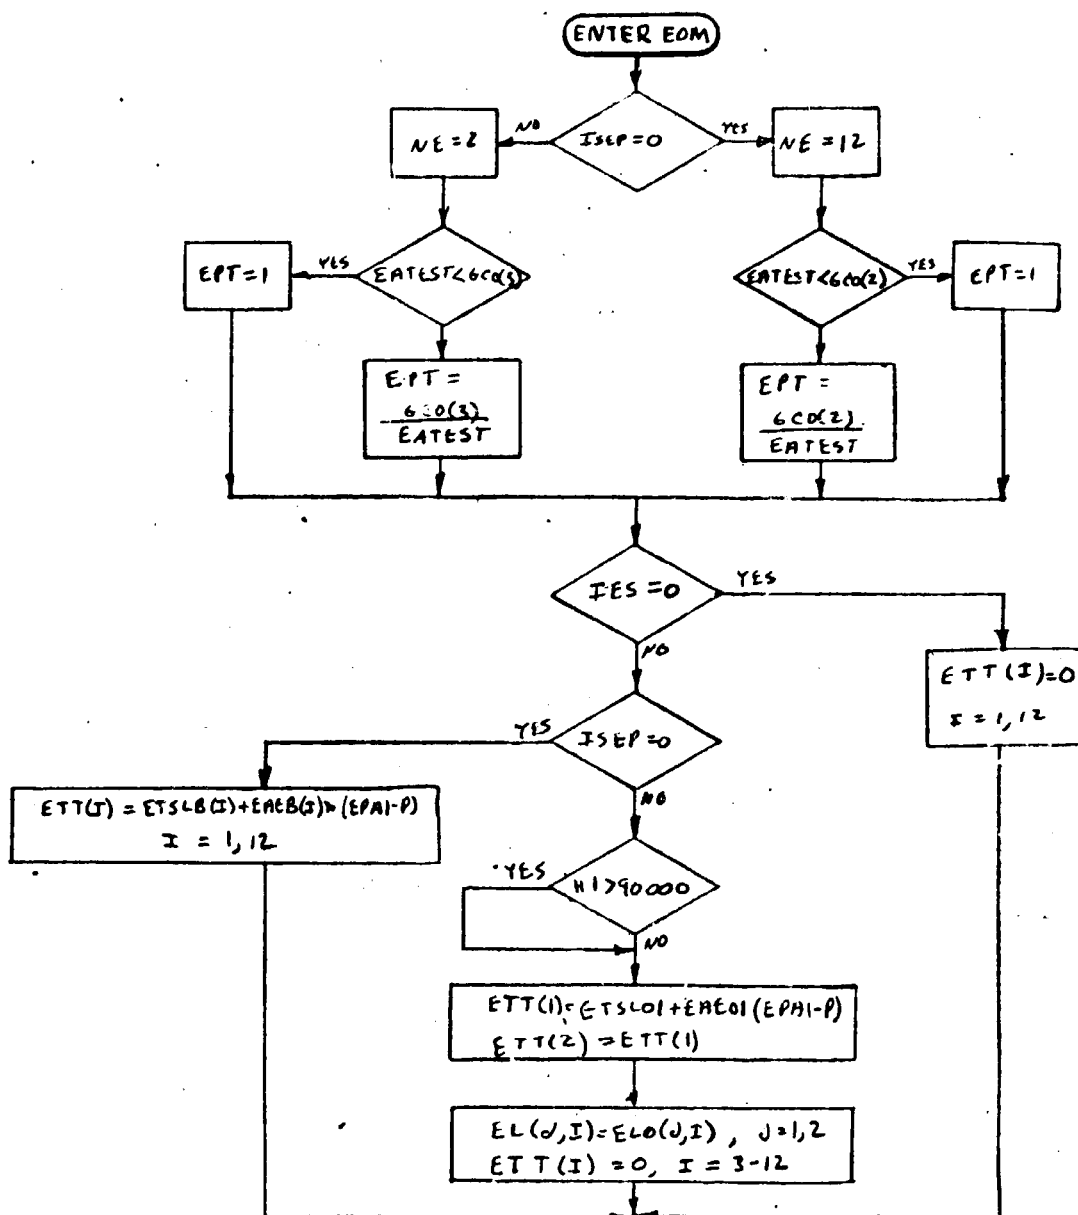 ENTER EOM
ISEP=0
NO
YES
NE=2
NE=12
EATEST<GCO(3)
YES
EPT=1
EATEST<GCO(2)
YES
EPT=1
EPT =
GCO(3)
EATEST
EPT =
GCO(2)
EATEST
IES=0
YES
NO
ETT(I)=0
I = 1,12
ISEP=0
YES
NO
ETT(I) = ETSLB(I)+EAEB(I)*(EPA1-P)
I = 1,12
H1>90000
YES
NO
ETT(1)=ETSLO1+EAEO1(EPA1-P)
ETT(2)=ETT(1)
EL(J,I)=ELO(J,I) , J=1,2
ETT(I)=0, I=3-12